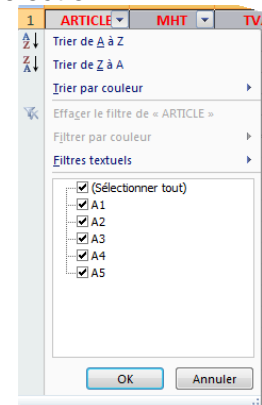 1 ARTICLE MHT TV
Trier de A à Z
Trier de Z à A
Trier par couleur
Effacer le filtre de « ARTICLE »
Filtrer par couleur
Filtres textuels
(Sélectionner tout)
A1
A2
A3
A4
A5
OK Annuler